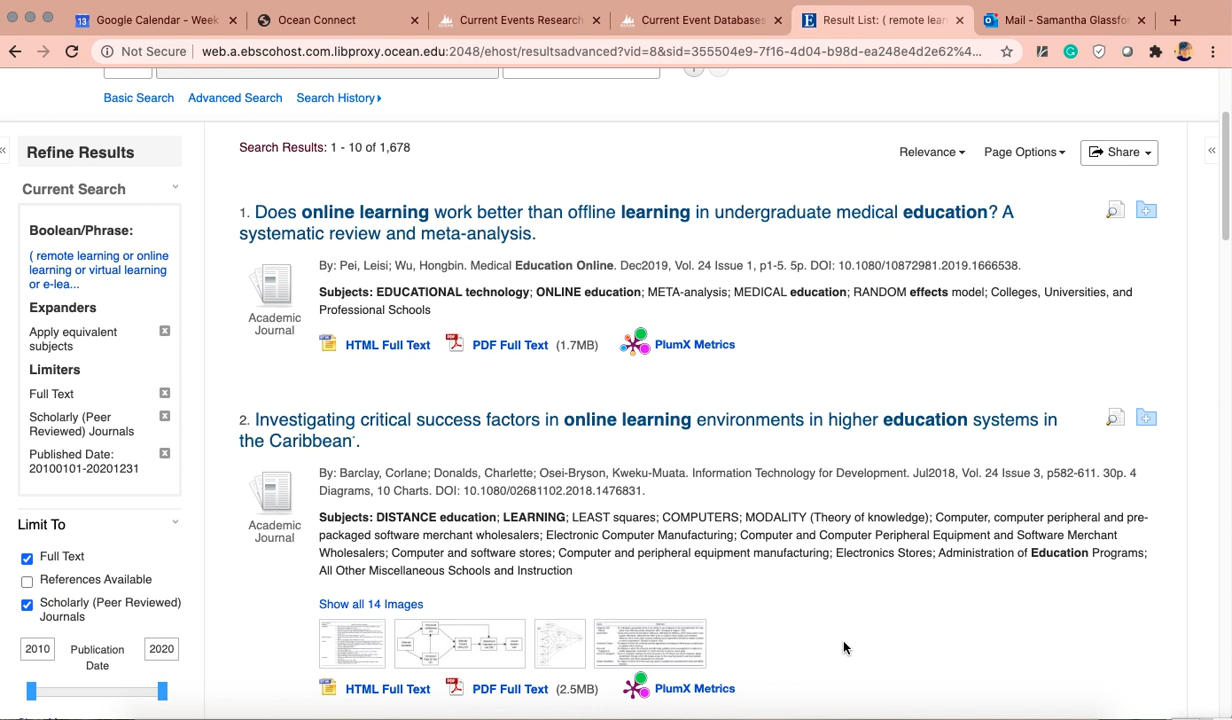 13 Google Calendar - Week
Ocean Connect
Current Events Research
Current Event Databases
Result List: ( remote lear
Mail - Samantha Glassfor
Not Secure
web.a.ebscohost.com.libproxy.ocean.edu:2048/ehost/resultsadvanced?vid=8&sid=355504e9-7f16-4d04-b98d-ea248e4d2e62%4...
Basic Search
Advanced Search
Search History
Refine Results
Current Search
Boolean/Phrase:
( remote learning or online
learning or virtual learning
or e-lea...
Expanders
Apply equivalent
subjects
Limiters
Full Text
Scholarly (Peer
Reviewed) Journals
Published Date:
20100101-20201231
Limit To
Full Text
References Available
Scholarly (Peer Reviewed)
Journals
2010
Publication
Date
2020
Search Results: 1 - 10 of 1,678
Relevance
Page Options
Share
1. Does online learning work better than offline learning in undergraduate medical education? A
systematic review and meta-analysis.
Academic
Journal
By: Pei, Leisi; Wu, Hongbin. Medical Education Online. Dec2019, Vol. 24 Issue 1, p1-5. 5p. DOI: 10.1080/10872981.2019.1666538.
Subjects: EDUCATIONAL technology; ONLINE education; META-analysis; MEDICAL education; RANDOM effects model; Colleges, Universities, and
Professional Schools
HTML Full Text
PDF Full Text (1.7MB)
PlumX Metrics
2. Investigating critical success factors in online learning environments in higher education systems in
the Caribbean.
Academic
Journal
By: Barclay, Corlane; Donalds, Charlette; Osei-Bryson, Kweku-Muata. Information Technology for Development. Jul2018, Vol. 24 Issue 3, p582-611. 30p. 4
Diagrams, 10 Charts. DOI: 10.1080/02681102.2018.1476831.
Subjects: DISTANCE education; LEARNING; LEAST squares; COMPUTERS; MODALITY (Theory of knowledge); Computer, computer peripheral and pre-
packaged software merchant wholesalers; Electronic Computer Manufacturing; Computer and Computer Peripheral Equipment and Software Merchant
Wholesalers; Computer and software stores; Computer and peripheral equipment manufacturing; Electronics Stores; Administration of Education Programs;
All Other Miscellaneous Schools and Instruction
Show all 14 Images
HTML Full Text
PDF Full Text (2.5MB)
PlumX Metrics